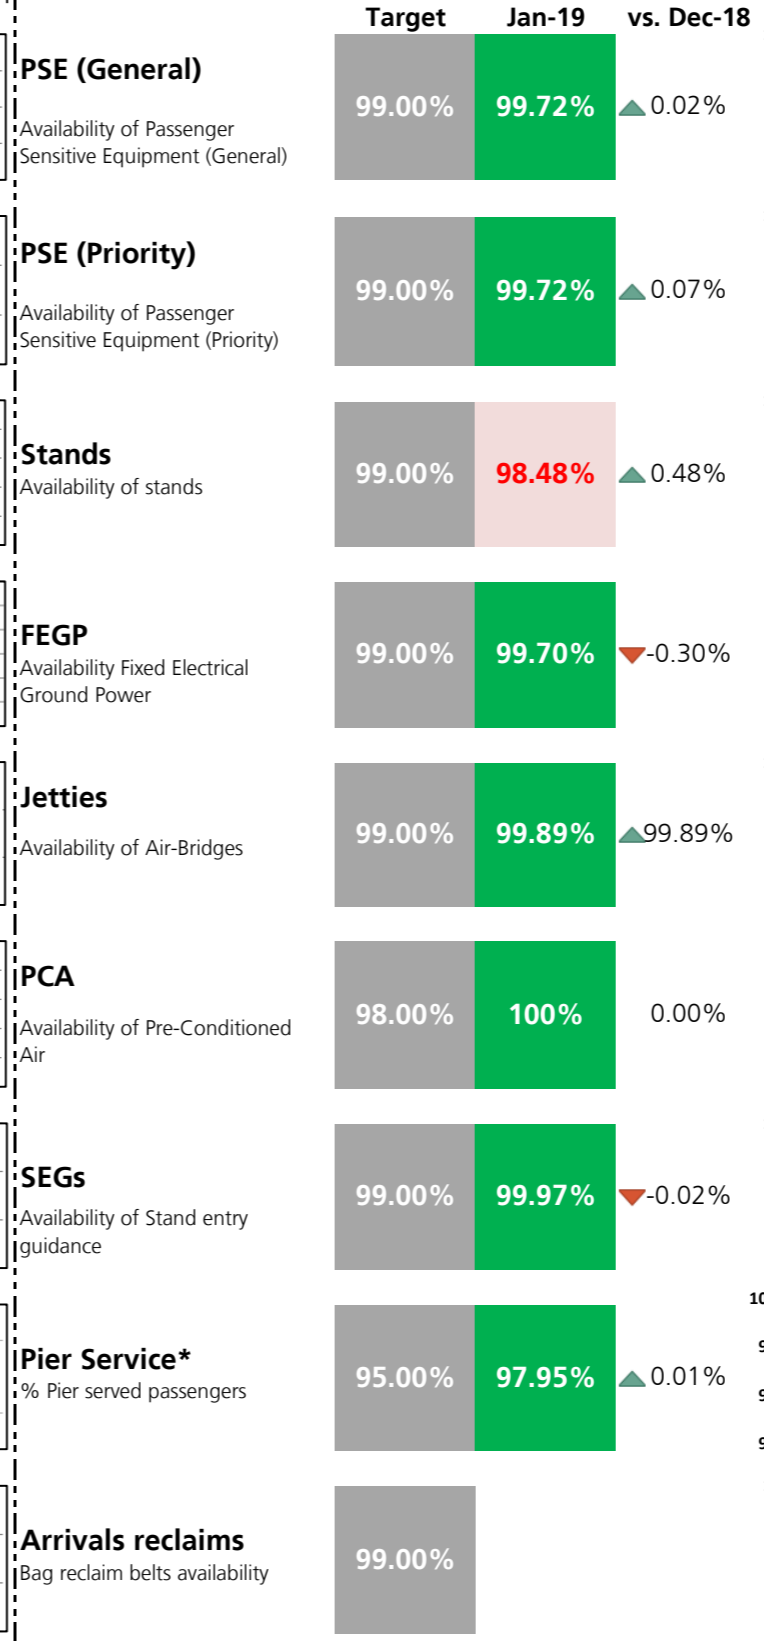 Target Jan-19 vs. Dec-18
PSE (General)
99.00% 99.72% 0.02%
Availability of Passenger
Sensitive Equipment (General)
PSE (Priority)
99.00% 99.72% 0.07%
Availability of Passenger
Sensitive Equipment (Priority)
Stands
99.00% 98.48% 0.48%
Availability of stands
FEGP
99.00% 99.70% -0.30%
Availability Fixed Electrical
Ground Power
Jetties
99.00% 99.89% 99.89%
Availability of Air-Bridges
PCA
98.00% 100% 0.00%
Availability of Pre-Conditioned
Air
SEGs
99.00% 99.97% -0.02%
Availability of Stand entry
guidance
Pier Service*
95.00% 97.95% 0.01%
% Pier served passengers
Arrivals reclaims
99.00%
Bag reclaim belts availability